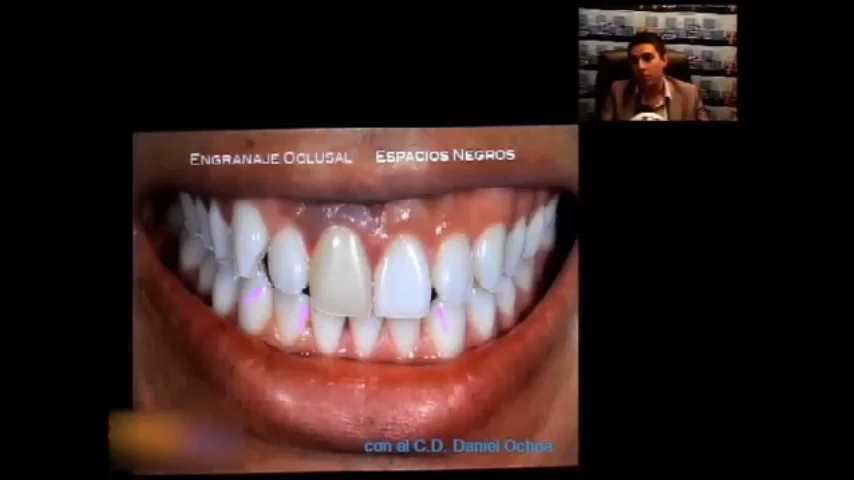 ENGRANAJE OCLUSAL ESPACIOS NEGROS
con el C.D. Daniel Ochoa